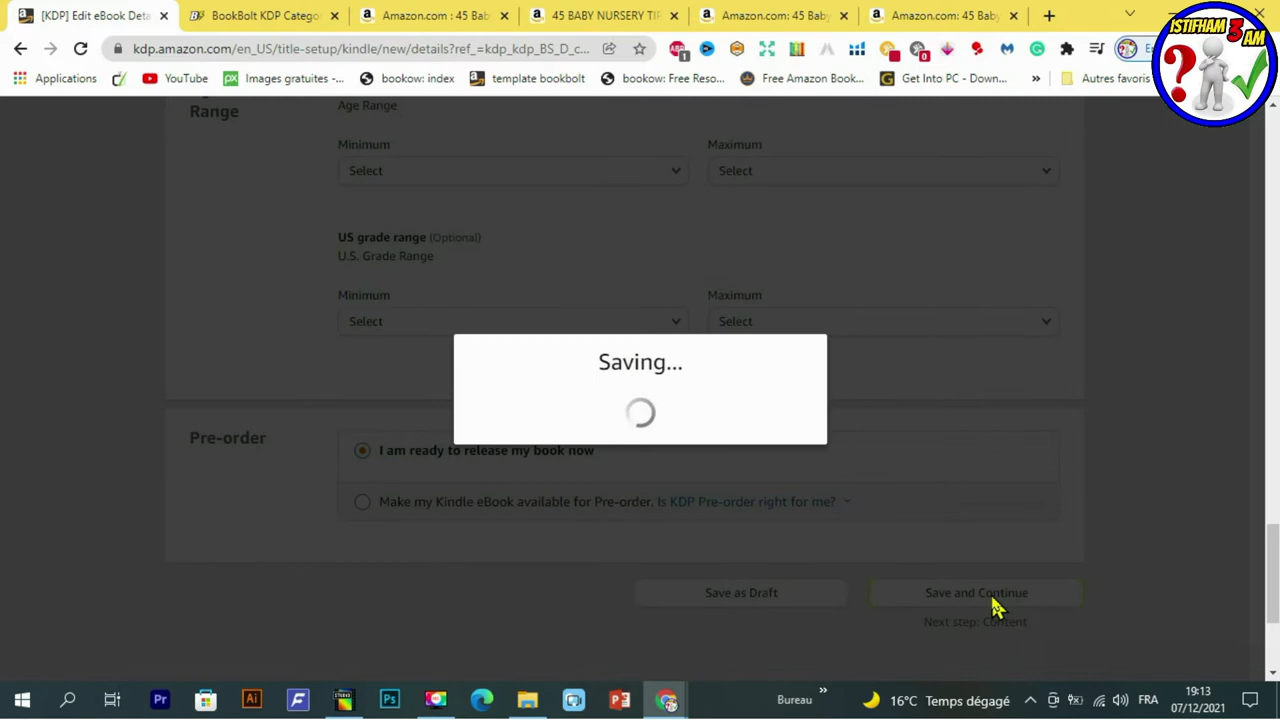 [KDP] Edit eBook Deta
BookBolt KDP Catego
Amazon.com : 45 Bab
45 BABY NURSERY TIP
Amazon.com: 45 Baby
Amazon.com: 45 Baby
kdp.amazon.com/en_US/title-setup/kindle/new/details?ref_=kdp_kdp_BS_D_c...
ISTIFHAM 3 AM
Applications
YouTube
Images gratuites -...
bookow: index
template bookbolt
bookow: Free Reso...
Free Amazon Book...
Get Into PC - Down...
Autres favoris
Range
Age Range
Minimum
Maximum
Select
Select
US grade range (Optional)
U.S. Grade Range
Minimum
Maximum
Select
Select
Saving...
Pre-order
I am ready to release my book now
Make my Kindle eBook available for Pre-order. Is KDP Pre-order right for me?
Save as Draft
Save and Continue
Next step: Content
Bureau
16°C Temps dégagé
FRA
19:13
07/12/2021